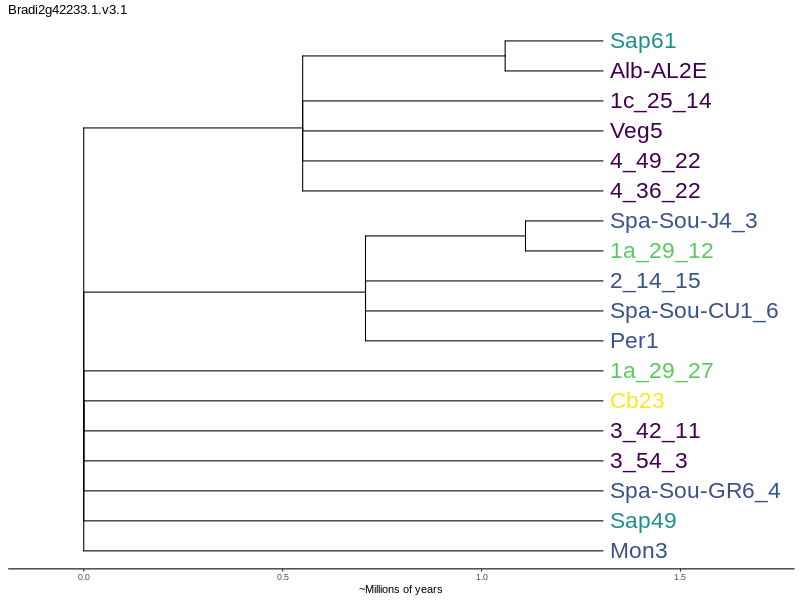 Bradi2g42233.1.v3.1
Sap61
Alb-AL2E
1c_25_14
Veg5
4_49_22
4_36_22
Spa-Sou-J4_3
1a_29_12
2_14_15
Spa-Sou-CU1_6
Per1
1a_29_27
Cb23
3_42_11
3_54_3
Spa-Sou-GR6_4
Sap49
Mon3
0.0 0.5 1.0 1.5
~Millions of years